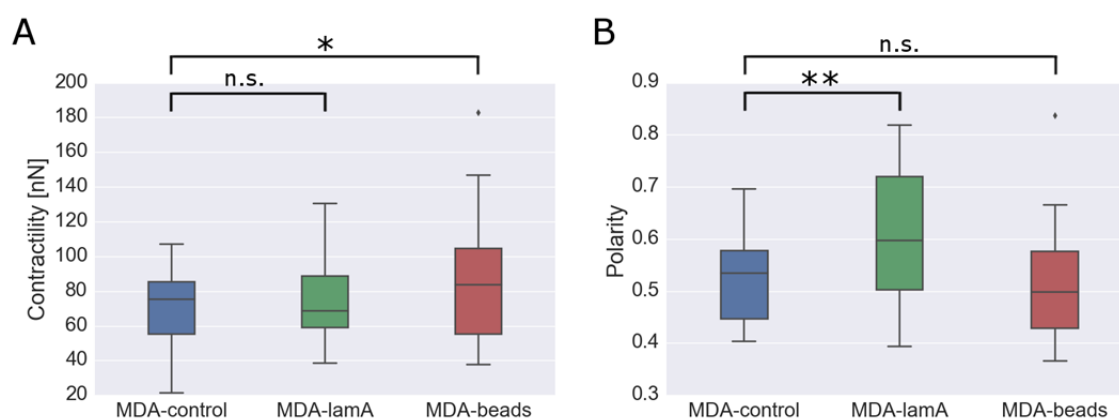 A
B
*
n.s.
n.s.
**
200
180
160
140
120
100
80
60
40
20
Contractility [nN]
MDA-control
MDA-lamA
MDA-beads
0.9
0.8
0.7
0.6
0.5
0.4
0.3
Polarity
MDA-control
MDA-lamA
MDA-beads